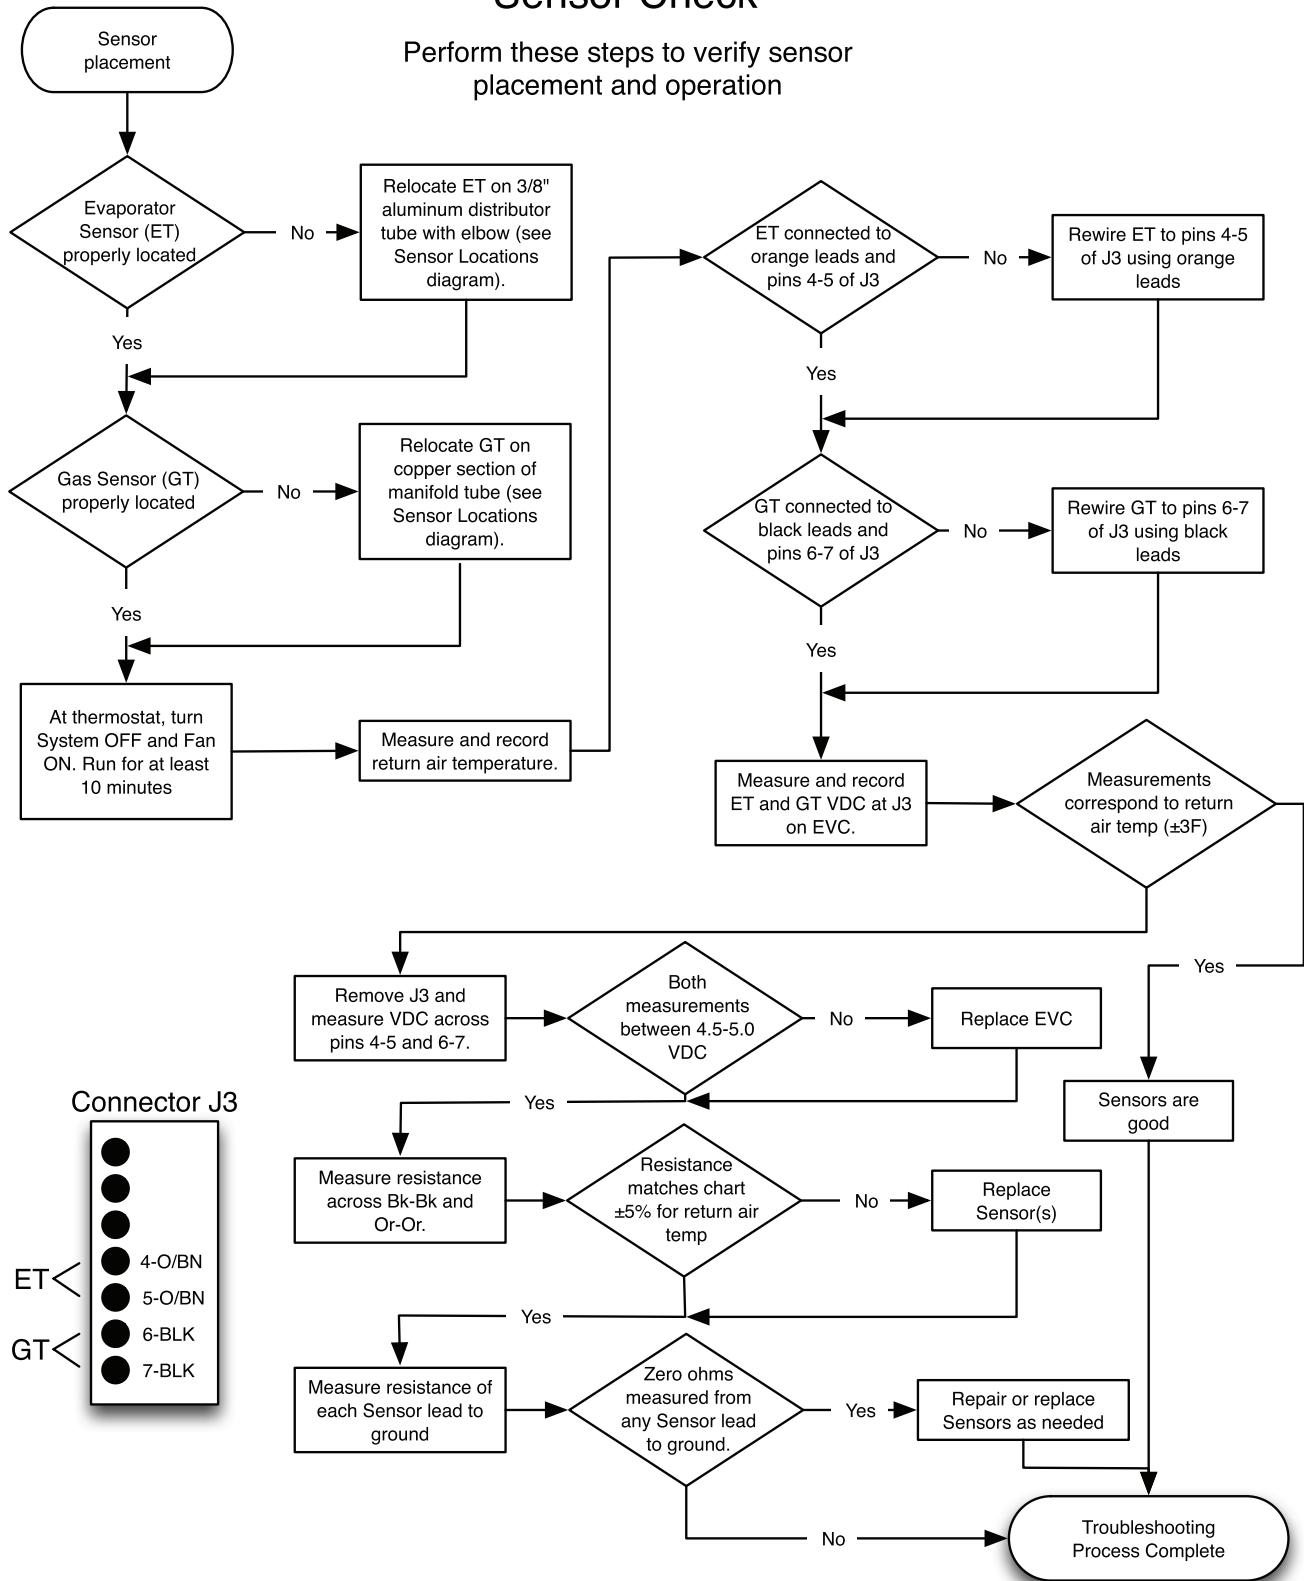 Sensor Check
Perform these steps to verify sensor
placement and operation
Sensor
placement
Evaporator
Sensor (ET)
properly located
No
Relocate ET on 3/8"
aluminum distributor
tube with elbow (see
Sensor Locations
diagram).
Yes
Gas Sensor (GT)
properly located
No
Relocate GT on
copper section of
manifold tube (see
Sensor Locations
diagram).
Yes
At thermostat, turn
System OFF and Fan
ON. Run for at least
10 minutes
Measure and record
return air temperature.
ET connected to
orange leads and
pins 4-5 of J3
No
Rewire ET to pins 4-5
of J3 using orange
leads
Yes
GT connected to
black leads and
pins 6-7 of J3
No
Rewire GT to pins 6-7
of J3 using black
leads
Yes
Measure and record
ET and GT VDC at J3
on EVC.
Measurements
correspond to return
air temp (±3F)
Yes
Sensors are
good
Remove J3 and
measure VDC across
pins 4-5 and 6-7.
Both
measurements
between 4.5-5.0
VDC
No
Replace EVC
Yes
Measure resistance
across Bk-Bk and
Or-Or.
Resistance
matches chart
±5% for return air
temp
No
Replace
Sensor(s)
Yes
Measure resistance of
each Sensor lead to
ground
Zero ohms
measured from
any Sensor lead
to ground.
Yes
Repair or replace
Sensors as needed
No
Troubleshooting
Process Complete
Connector J3
ET
4-O/BN
5-O/BN
GT
6-BLK
7-BLK